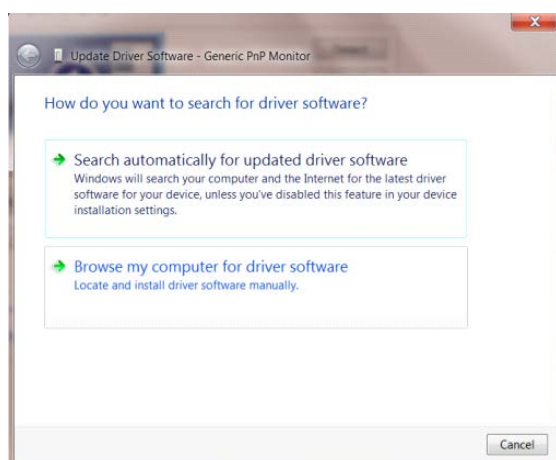 Update Driver Software - Generic PnP Monitor
How do you want to search for driver software?
Search automatically for updated driver software
Windows will search your computer and the Internet for the latest driver
software for your device, unless you've disabled this feature in your device
installation settings.
Browse my computer for driver software
Locate and install driver software manually.
Cancel